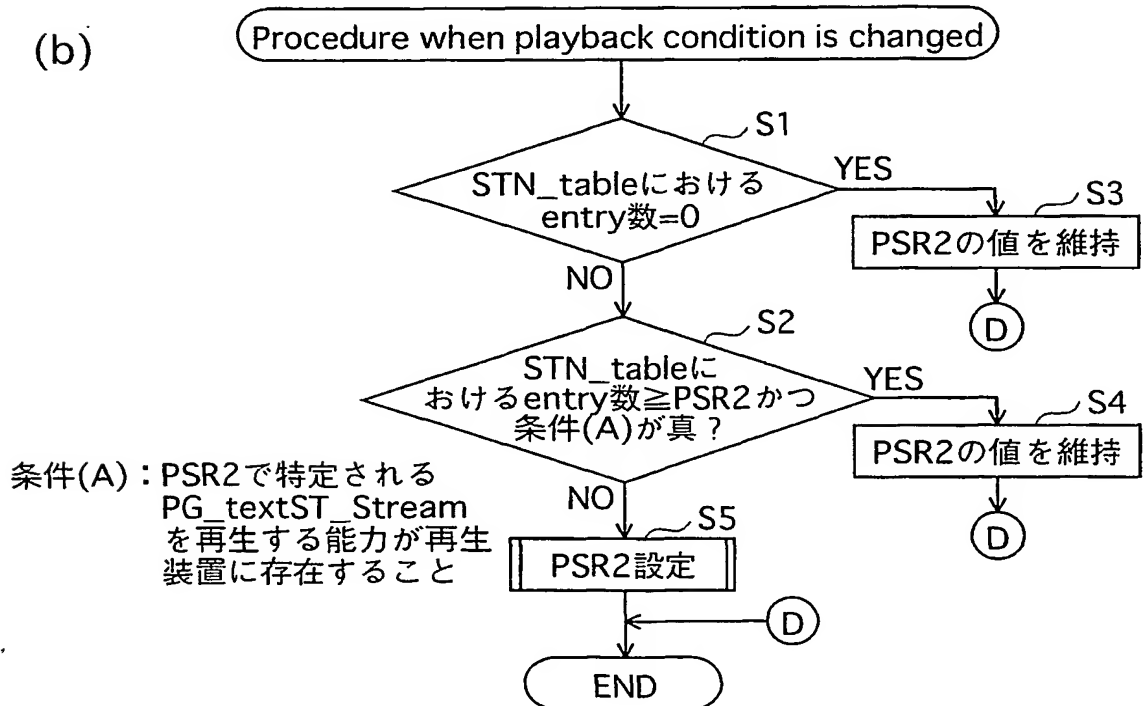 (b)
Procedure when playback condition is changed
S1
STN_tableにおける
entry数=0
YES
S3
PSR2の値を維持
D
NO
S2
STN_tableに
おけるentry数≧PSR2かつ
条件(A)が真？
YES
S4
PSR2の値を維持
D
条件(A)：PSR2で特定される
PG_textST_Stream
を再生する能力が再生
装置に存在すること
NO
S5
PSR2設定
D
END